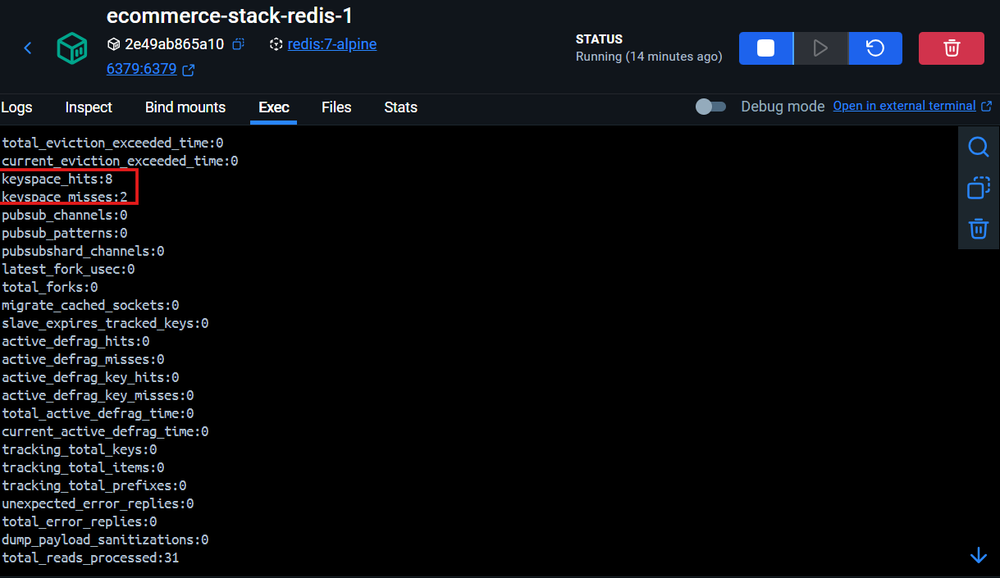 ecommerce-stack-redis-1
2e49ab865a10 redis:7-alpine
6379:6379
STATUS
Running (14 minutes ago)
Logs Inspect Bind mounts Exec Files Stats Debug mode Open in external terminal
total_eviction_exceeded_time:0
current_eviction_exceeded_time:0
keyspace_hits:8
keyspace_misses:2
pubsub_channels:0
pubsub_patterns:0
pubsubshard_channels:0
latest_fork_usec:0
total_forks:0
migrate_cached_sockets:0
slave_expires_tracked_keys:0
active_defrag_hits:0
active_defrag_misses:0
active_defrag_key_hits:0
active_defrag_key_misses:0
total_active_defrag_time:0
current_active_defrag_time:0
tracking_total_keys:0
tracking_total_items:0
tracking_total_prefixes:0
unexpected_error_replies:0
total_error_replies:0
dump_payload_sanitizations:0
total_reads_processed:31